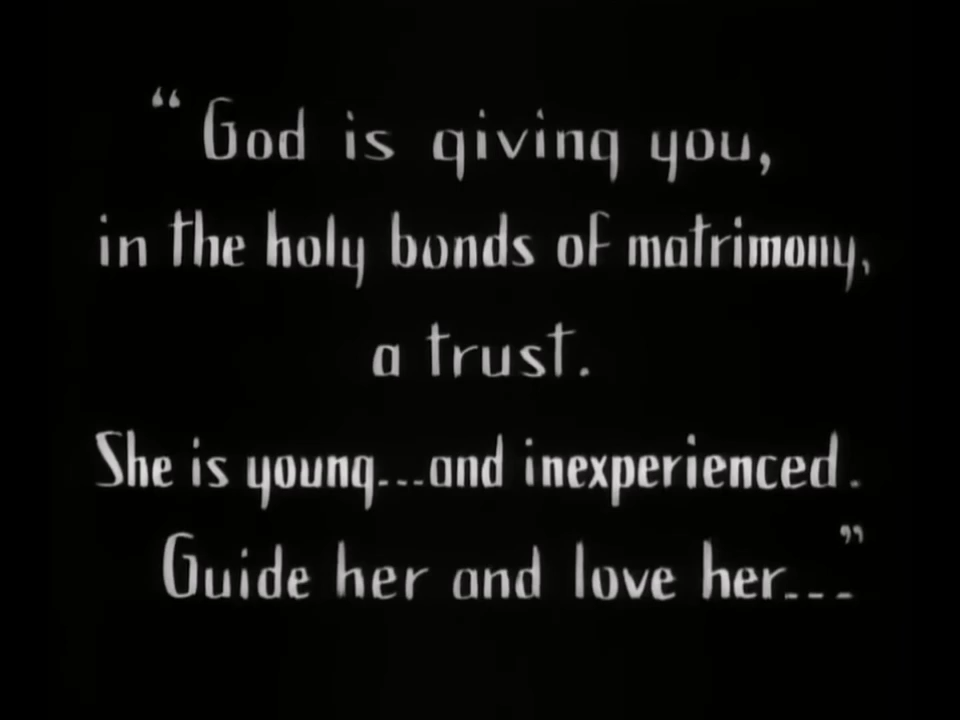 “God is giving you,
in the holy bonds of matrimony,
a trust.
She is young...and inexperienced.
Guide her and love her...”